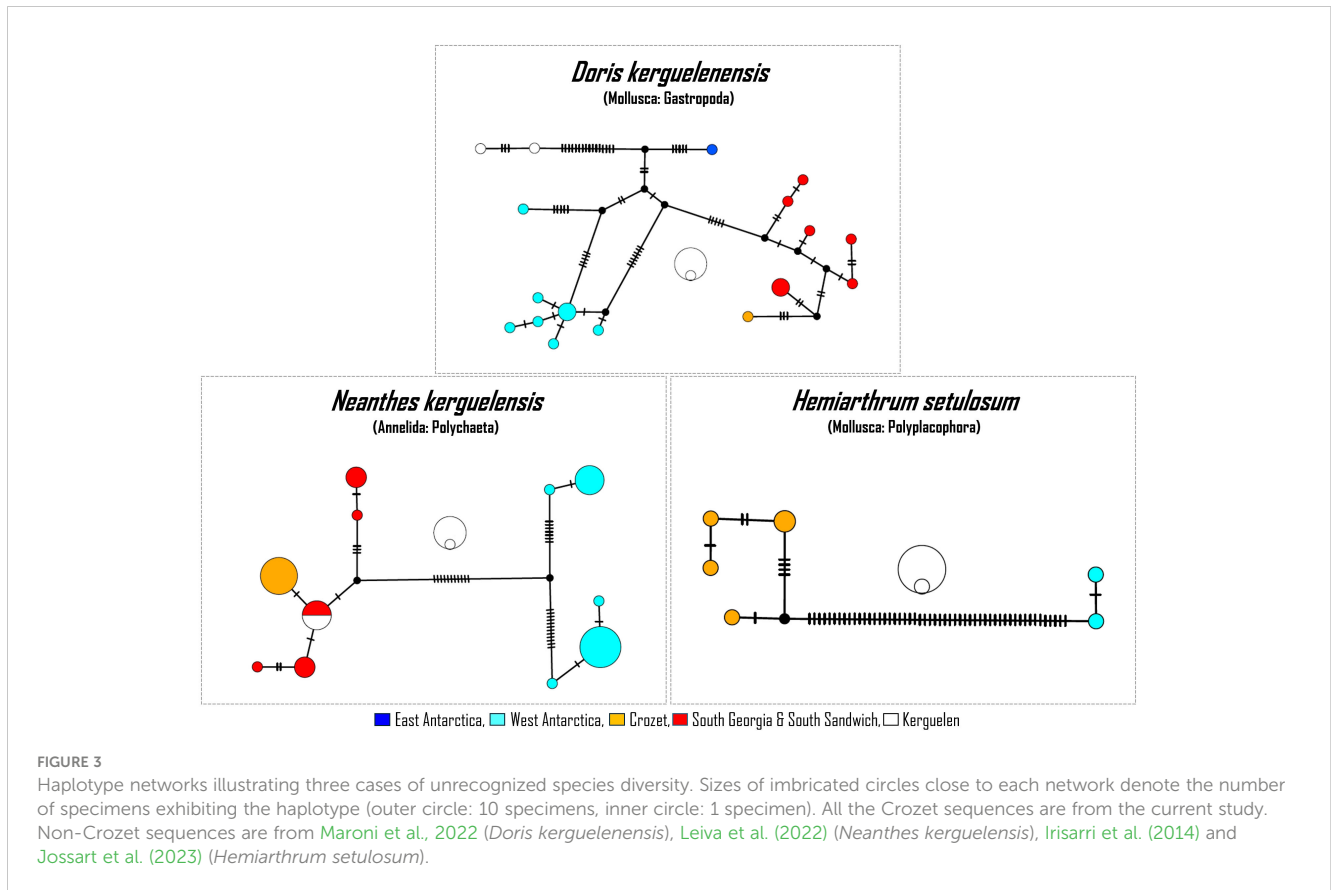 Doris kerguelenensis
(Mollusca: Gastropoda)
Neanthes kerguelensis
(Annelida: Polychaeta)
Hemiarthrum setulosum
(Mollusca: Polyplacophora)
East Antarctica, West Antarctica, Crozet, South Georgia & South Sandwich, Kerguelen
FIGURE 3
Haplotype networks illustrating three cases of unrecognized species diversity. Sizes of imbricated circles close to each network denote the number
of specimens exhibiting the haplotype (outer circle: 10 specimens, inner circle: 1 specimen). All the Crozet sequences are from the current study.
Non-Crozet sequences are from Maroni et al., 2022 (Doris kerguelenensis), Leiva et al. (2022) (Neanthes kerguelensis), Irisarri et al. (2014) and
Jossart et al. (2023) (Hemiarthrum setulosum).